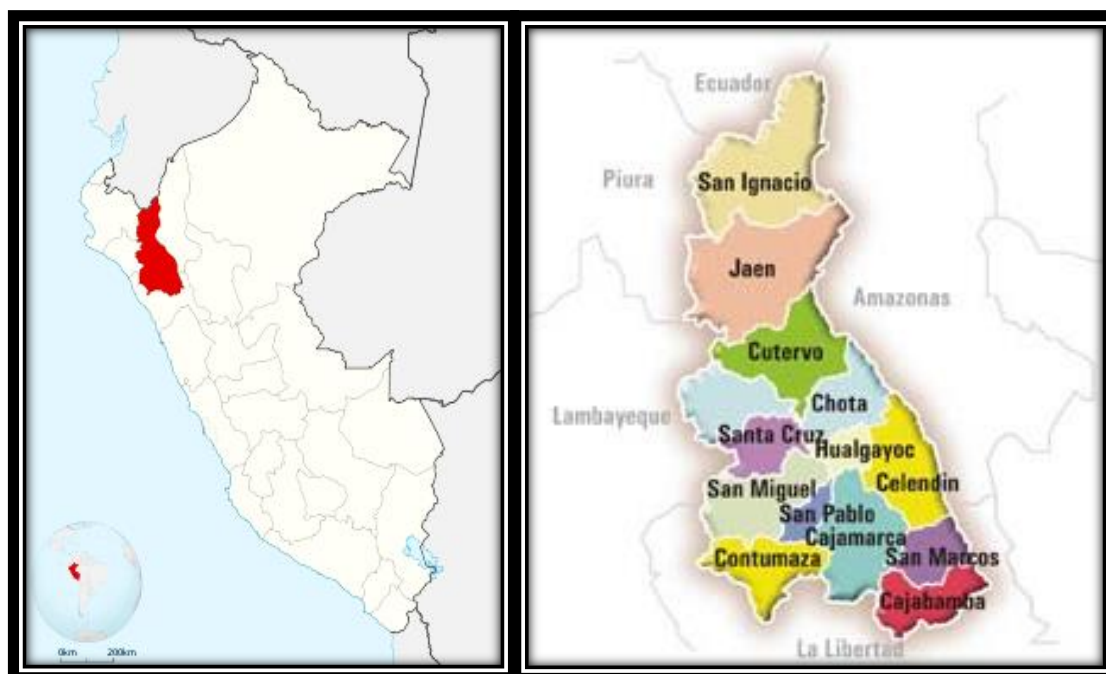 0km 200km
Ecuador
Piura
San Ignacio
Jaen
Amazonas
Cutervo
Lambayeque
Chota
Santa Cruz
Hualgayoc
Celendin
San Miguel
San Pablo
Cajamarca
Contumaza
San Marcos
Cajabamba
La Libertad